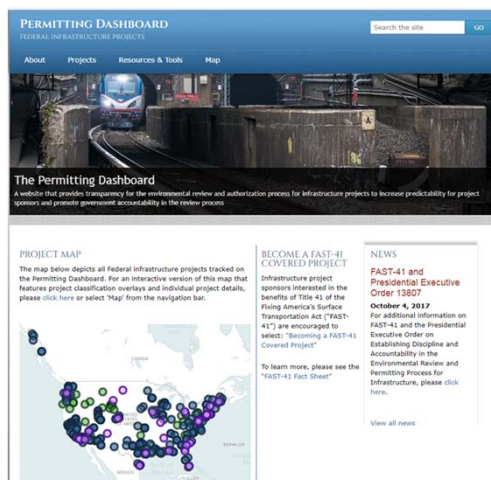 PERMITTING DASHBOARD
FEDERAL INFRASTRUCTURE PROJECTS
Search the site
GO
About Projects Resources & Tools Map
The Permitting Dashboard
A website that provides transparency for the environmental review and authorization process for infrastructure projects to increase predictability for project
sponsors and promote government accountability in the review process
PROJECT MAP
The map below depicts all Federal infrastructure projects tracked on
the Permitting Dashboard. For an interactive version of this map that
features project classification overlays and individual project details,
please click here or select 'Map' from the navigation bar.
CANADA
UNITED
STATES
MEXICO
BERMUDA
BECOME A FAST-41
COVERED PROJECT
Infrastructure project
sponsors interested in the
benefits of Title 41 of the
Fixing America's Surface
Transportation Act ("FAST-
41") are encouraged to
select: "Becoming a FAST-41
Covered Project"
To learn more, please see the
"FAST-41 Fact Sheet"
NEWS
FAST-41 and
Presidential Executive
Order 13807
October 4, 2017
For additional information on
FAST-41 and the Presidential
Executive Order on
Establishing Discipline and
Accountability in the
Environmental Review and
Permitting Process for
Infrastructure, please click
here.
View all news